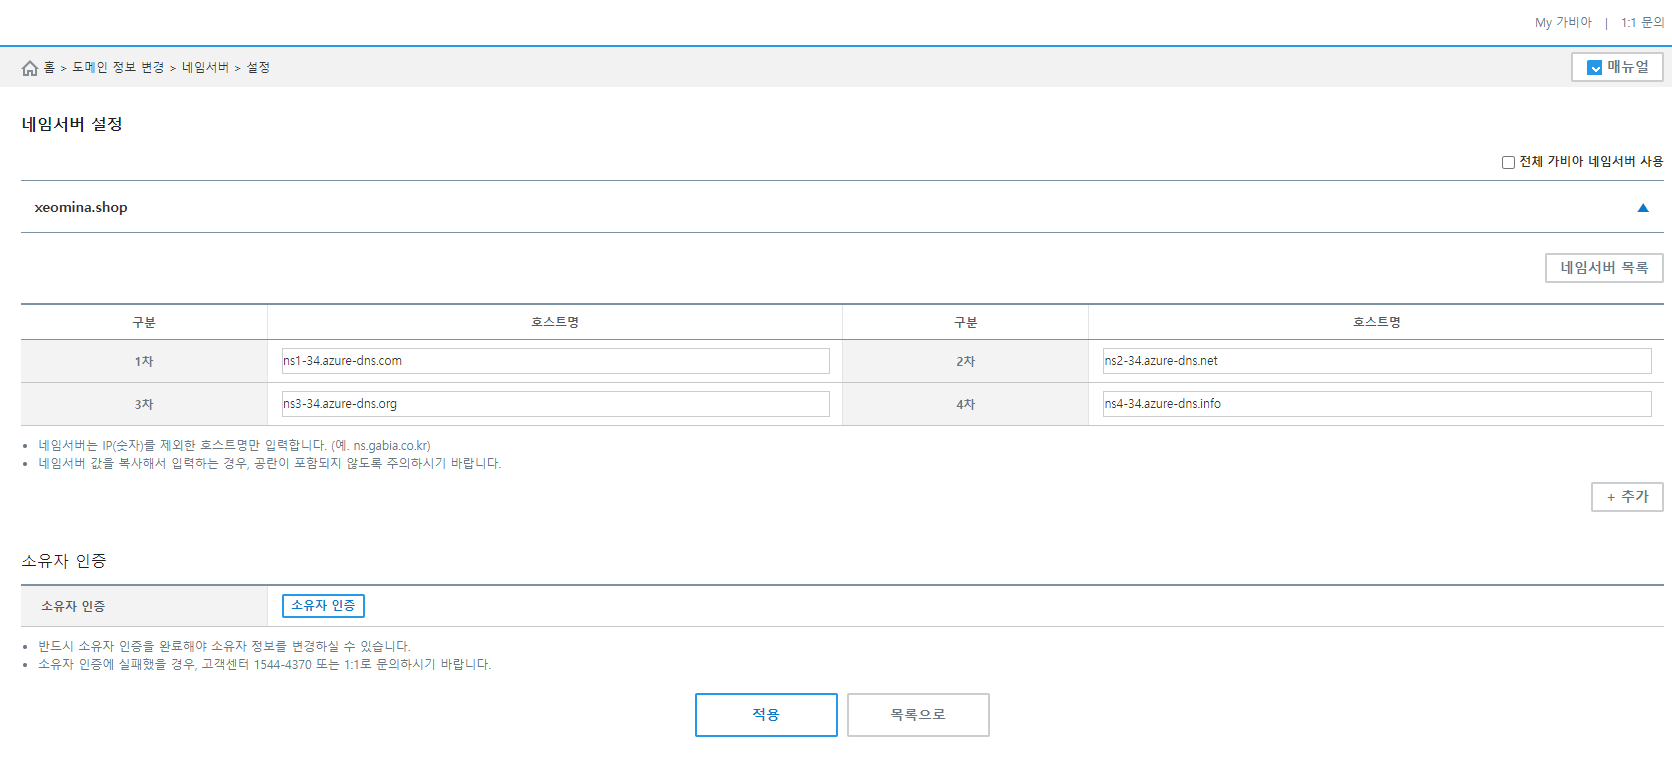 My 가비아 | 1:1 문의
홈 > 도메인 정보 변경 > 네임서버 > 설정
매뉴얼
네임서버 설정
전체 가비아 네임서버 사용
xeomina.shop
네임서버 목록
구분 호스트명 구분 호스트명
1차 ns1-34.azure-dns.com 2차 ns2-34.azure-dns.net
3차 ns3-34.azure-dns.org 4차 ns4-34.azure-dns.info
• 네임서버는 IP(숫자)를 제외한 호스트명만 입력합니다. (예. ns.gabia.co.kr)
• 네임서버 값을 복사해서 입력하는 경우, 공란이 포함되지 않도록 주의하시기 바랍니다.
+ 추가
소유자 인증
소유자 인증 소유자 인증
• 반드시 소유자 인증을 완료해야 소유자 정보를 변경하실 수 있습니다.
• 소유자 인증에 실패했을 경우, 고객센터 1544-4370 또는 1:1로 문의하시기 바랍니다.
적용 목록으로